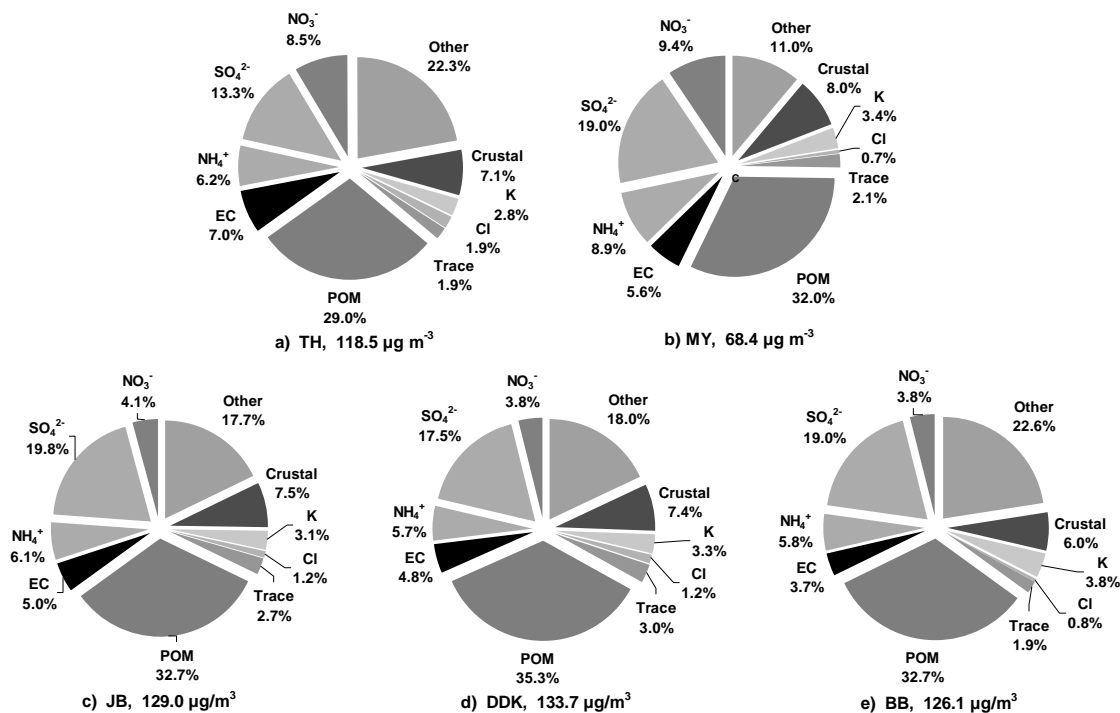 NO₃⁻
8.5%
Other
22.3%
SO₄²⁻
13.3%
NH₄⁺
6.2%
Crustal
7.1%
K
2.8%
EC
7.0%
Cl
1.9%
Trace
1.9%
POM
29.0%
a) TH, 118.5 µg m⁻³
NO₃⁻
9.4%
Other
11.0%
Crustal
8.0%
SO₄²⁻
19.0%
K
3.4%
Cl
0.7%
C
Trace
2.1%
NH₄⁺
8.9%
EC
5.6%
POM
32.0%
b) MY, 68.4 µg m⁻³
NO₃⁻
4.1%
Other
17.7%
SO₄²⁻
19.8%
Crustal
7.5%
K
3.1%
NH₄⁺
6.1%
Cl
1.2%
EC
5.0%
Trace
2.7%
POM
32.7%
c) JB, 129.0 µg/m³
NO₃⁻
3.8%
Other
18.0%
SO₄²⁻
17.5%
Crustal
7.4%
NH₄⁺
5.7%
K
3.3%
EC
4.8%
Cl
1.2%
Trace
3.0%
POM
35.3%
d) DDK, 133.7 µg/m³
NO₃⁻
3.8%
Other
22.6%
SO₄²⁻
19.0%
NH₄⁺
5.8%
Crustal
6.0%
K
3.8%
EC
3.7%
Cl
0.8%
Trace
1.9%
POM
32.7%
e) BB, 126.1 µg/m³